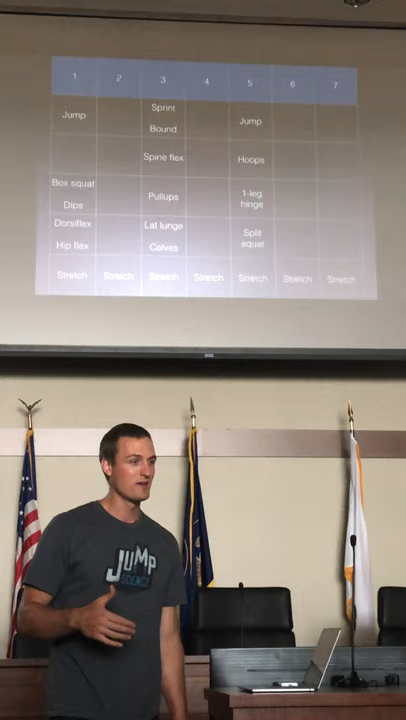 1 2 3 4 5 6 7
Jump Sprint Jump
Bound
Spine flex Hoops
Box squat Pullups 1-leg
Dips hinge
Dorsiflex Lat lunge Split
Hip flex Calves squat
Stretch Stretch Stretch Stretch Stretch Stretch Stretch
JUMP
SCIENCE